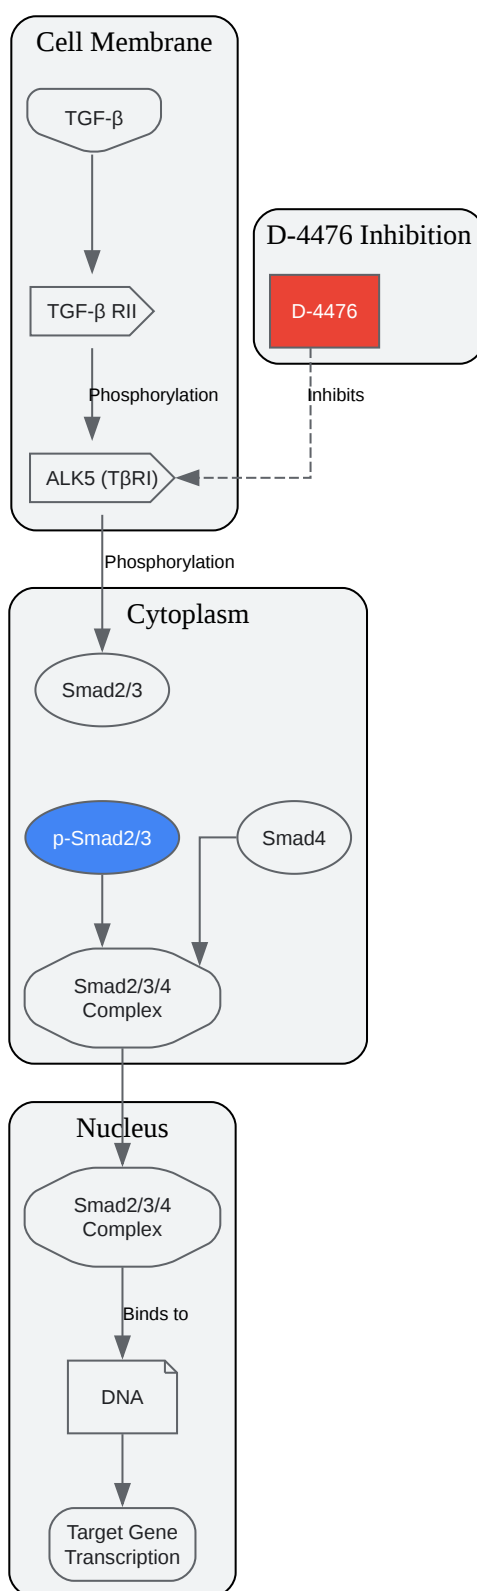 Cell Membrane
TGF-β
D-4476 Inhibition
TGF-β RII
D-4476
Phosphorylation
Inhibits
ALK5 (TβRI)
Phosphorylation
Cytoplasm
Smad2/3
p-Smad2/3
Smad4
Smad2/3/4
Complex
Nucleus
Smad2/3/4
Complex
Binds to
DNA
Target Gene
Transcription